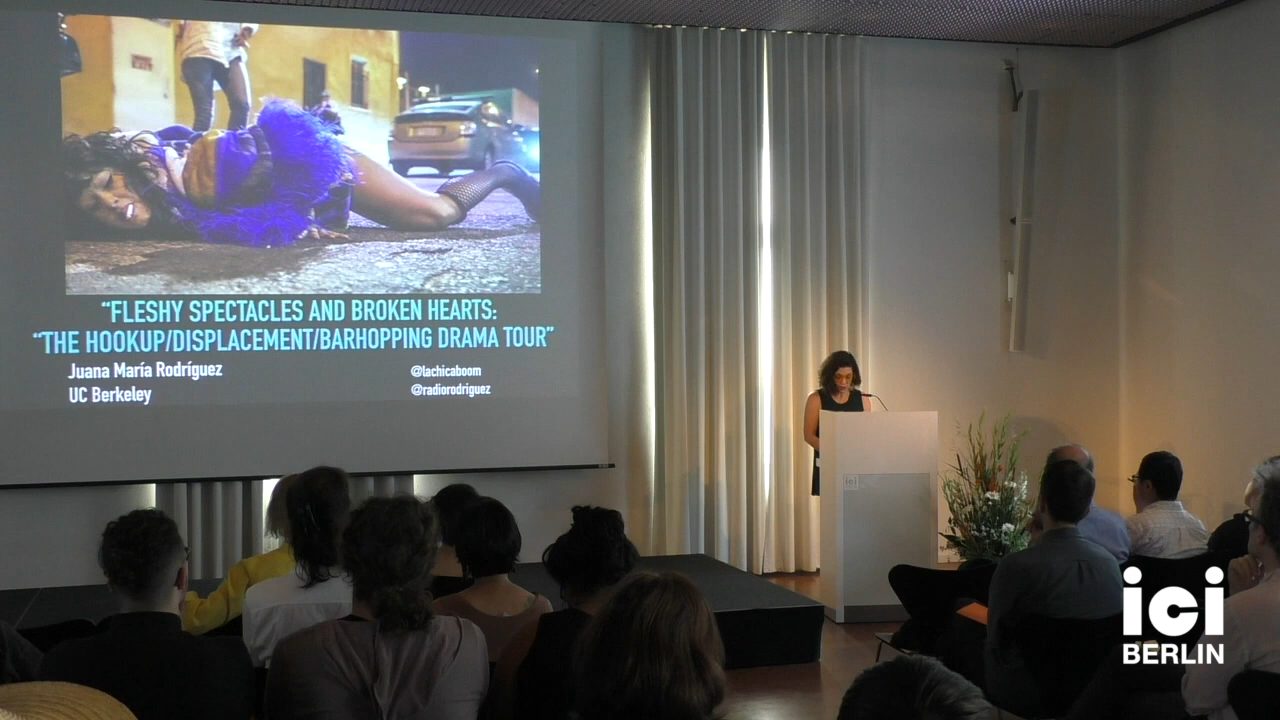 “FLESHY SPECTACLES AND BROKEN HEARTS:
“THE HOOKUP/DISPLACEMENT/BARHOPPING DRAMA TOUR”
Juana María Rodríguez
@lachicaboom
UC Berkeley
@radiorodriguez
ici
ici
BERLIN